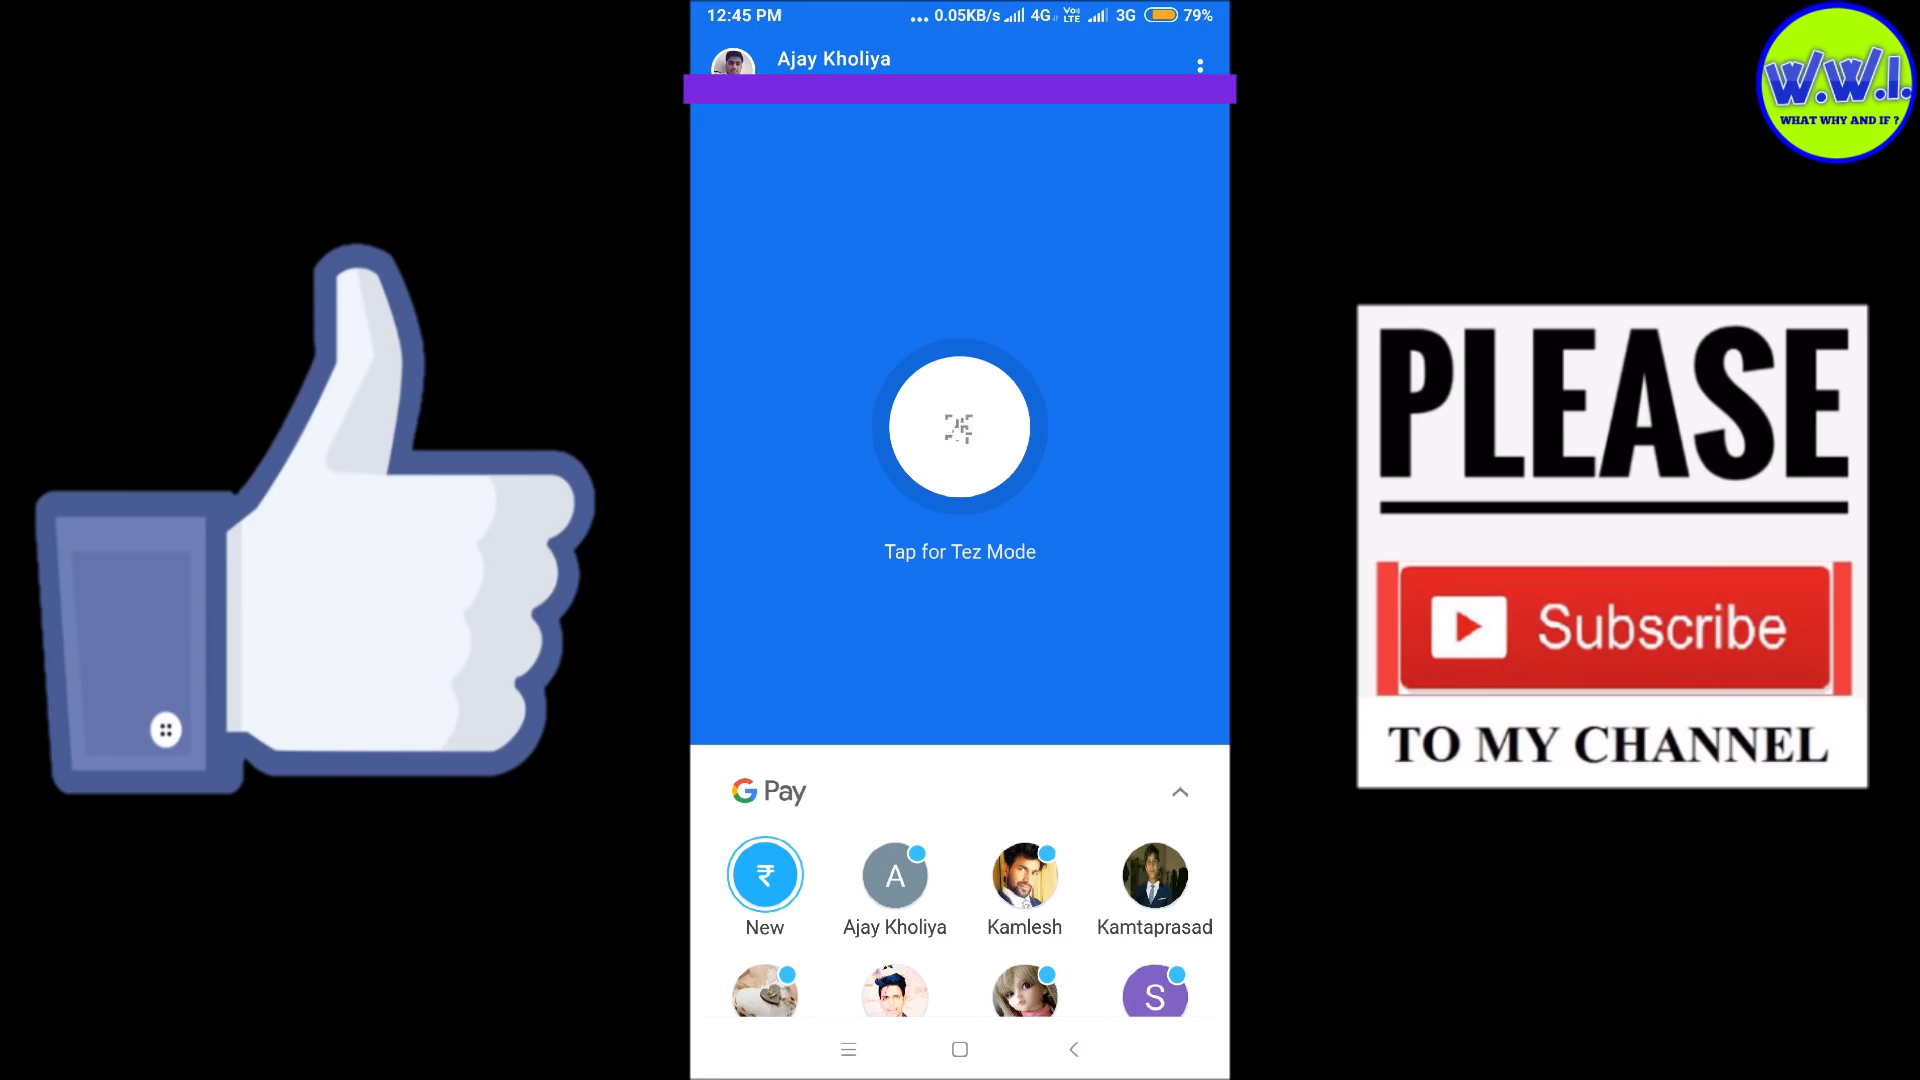 12:45 PM
... 0.05KB/s 4G VoLTE 3G 79%
Ajay Kholiya
W.W.I.
WHAT WHY AND IF ?
Tap for Tez Mode
PLEASE
Subscribe
TO MY CHANNEL
G Pay
₹ A
New Ajay Kholiya Kamlesh Kamtaprasad
S